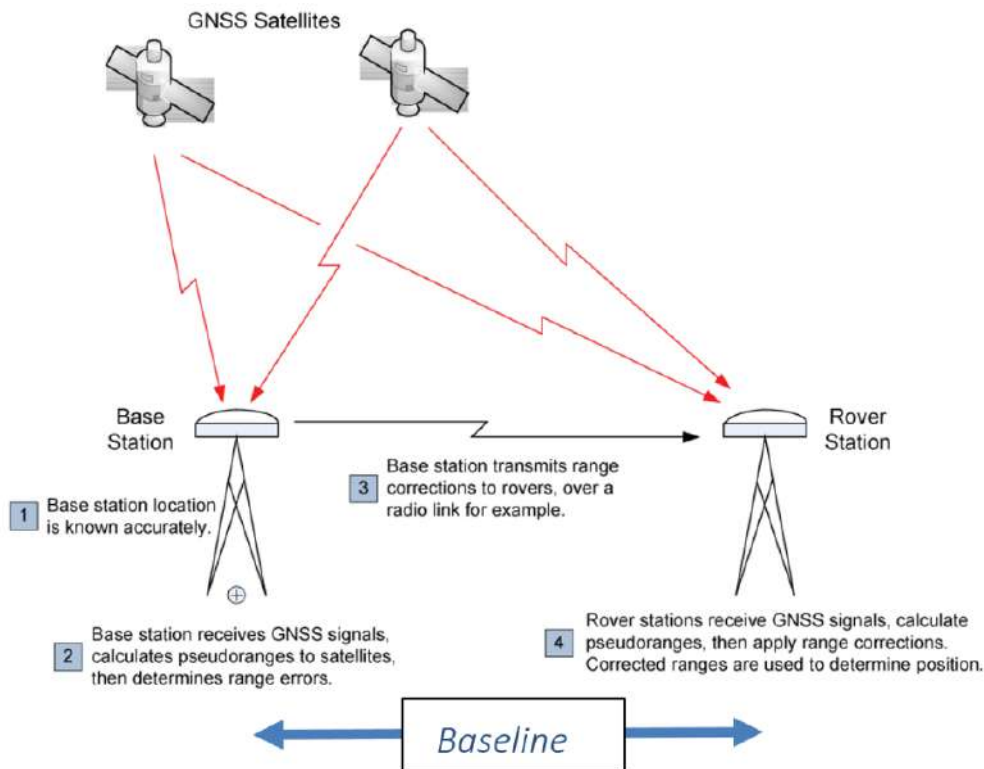 GNSS Satellites
Base
Station
Rover
Station
3 Base station transmits range
corrections to rovers, over a
radio link for example.
1 Base station location
is known accurately.
2 Base station receives GNSS signals,
calculates pseudoranges to satellites,
then determines range errors.
4 Rover stations receive GNSS signals, calculate
pseudoranges, then apply range corrections.
Corrected ranges are used to determine position.
Baseline